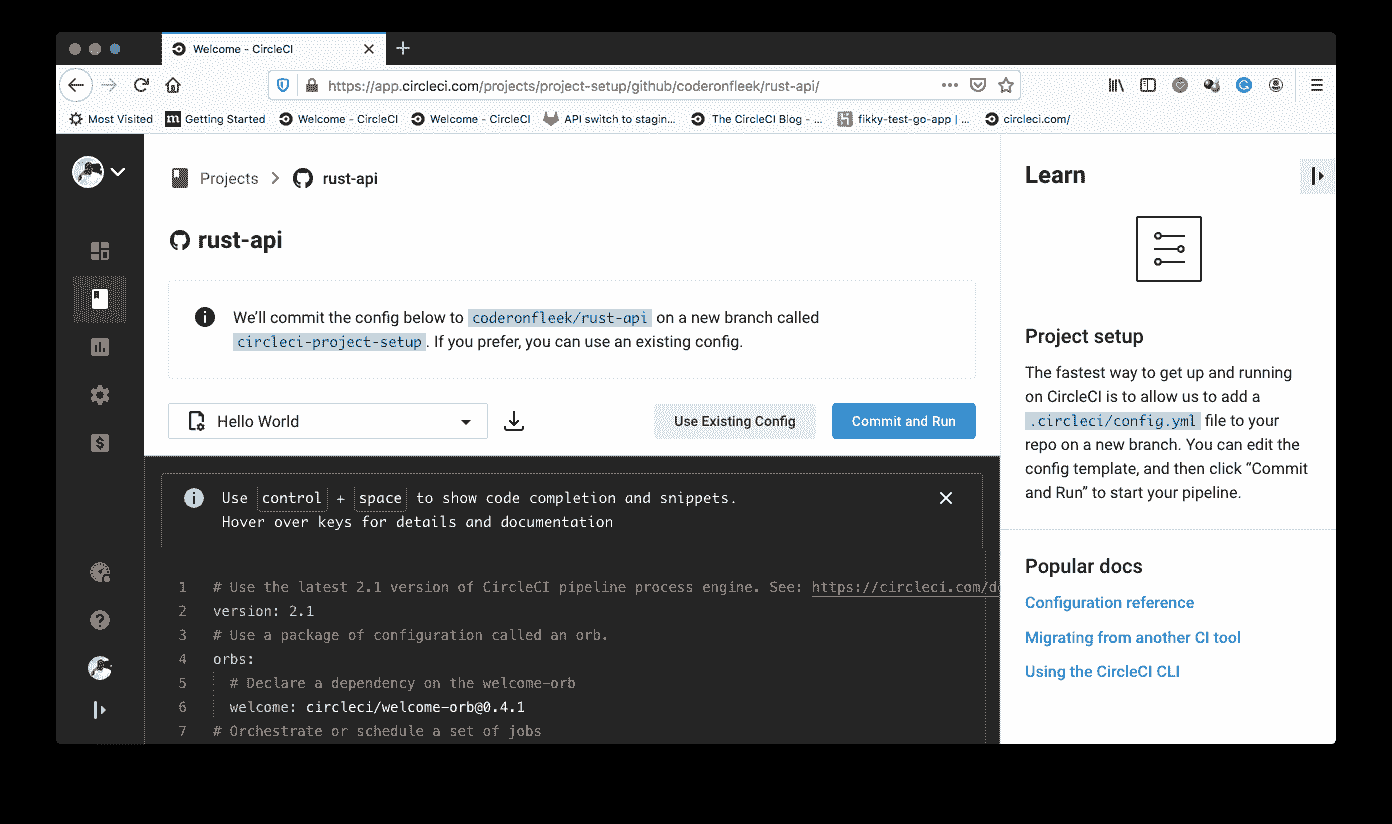 Welcome - CircleCI
https://app.circleci.com/projects/project-setup/github/coderonfleek/rust-api/
Most Visited
Getting Started
Welcome - CircleCI
Welcome - CircleCI
API switch to stagin...
The CircleCI Blog - ...
fikky-test-go-app | ...
circleci.com/
Projects
rust-api
rust-api
We'll commit the config below to coderonfleek/rust-api on a new branch called
circleci-project-setup. If you prefer, you can use an existing config.
Hello World
Use Existing Config
Commit and Run
Use control + space to show code completion and snippets.
Hover over keys for details and documentation
1 # Use the latest 2.1 version of CircleCI pipeline process engine. See: https://circleci.com/do
2 version: 2.1
3 # Use a package of configuration called an orb.
4 orbs:
5 # Declare a dependency on the welcome-orb
6 welcome: circleci/welcome-orb@0.4.1
7 # Orchestrate or schedule a set of jobs
Learn
Project setup
The fastest way to get up and running
on CircleCI is to allow us to add a
.circleci/config.yml file to your
repo on a new branch. You can edit the
config template, and then click “Commit
and Run” to start your pipeline.
Popular docs
Configuration reference
Migrating from another CI tool
Using the CircleCI CLI